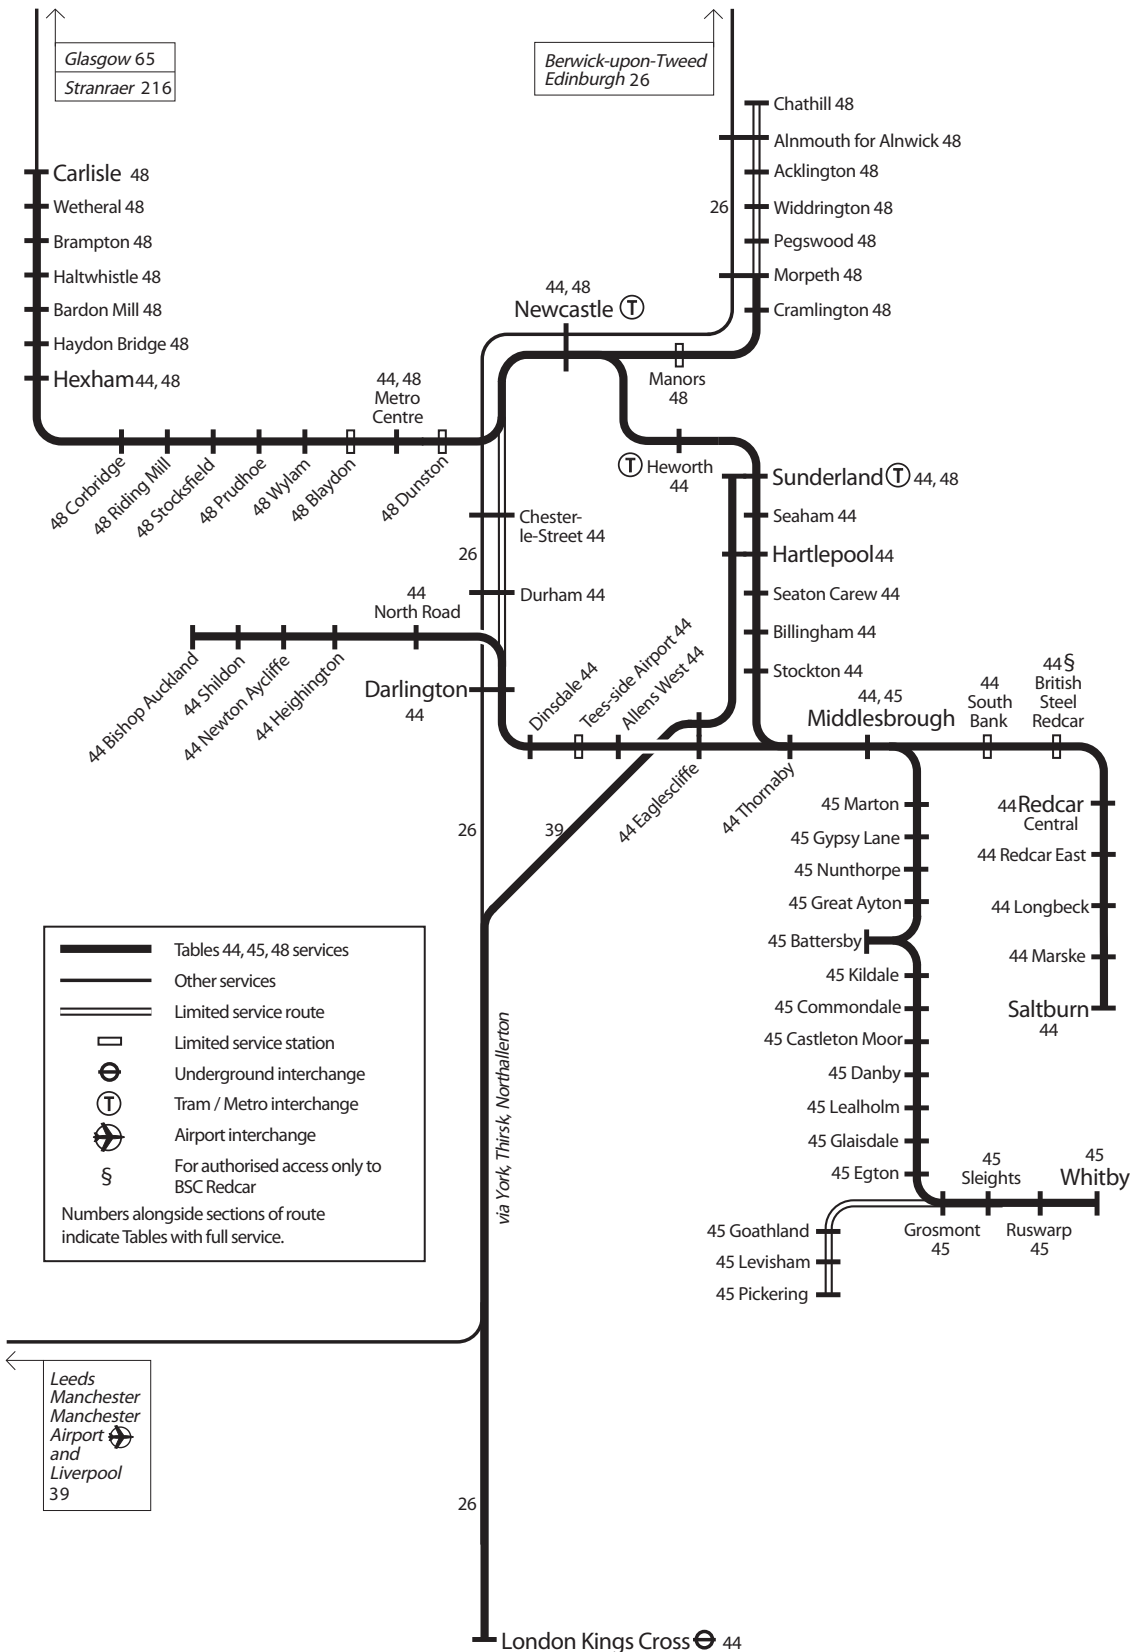 Glasgow 65
Stranraer 216
Berwick-upon-Tweed
Edinburgh 26
Chathill 48
Alnmouth for Alnwick 48
Acklington 48
26
Widdrington 48
Pegswood 48
Morpeth 48
Cramlington 48
Carlisle 48
Wetheral 48
Brampton 48
Haltwhistle 48
Bardon Mill 48
Haydon Bridge 48
Hexham 44, 48
44, 48
Newcastle Ⓣ
Manors
48
44, 48
Metro
Centre
48 Corbridge
48 Riding Mill
48 Stocksfield
48 Prudhoe
48 Wylam
48 Blaydon
48 Dunston
Ⓣ Heworth
44
Sunderland Ⓣ 44, 48
Seaham 44
Hartlepool 44
Seaton Carew 44
Billingham 44
Stockton 44
Chester-
le-Street 44
26
Durham 44
44
North Road
44 Bishop Auckland
44 Shildon
44 Newton Aycliffe
44 Heighington
Darlington
44
Dinsdale 44
Tees-side Airport 44
Allens West 44
44 Eaglescliffe
44 Thornaby
44, 45
Middlesbrough
44
South
Bank
44 §
British
Steel
Redcar
44 Redcar
Central
44 Redcar East
44 Longbeck
44 Marske
Saltburn
44
26
39
45 Marton
45 Gypsy Lane
45 Nunthorpe
45 Great Ayton
45 Battersby
45 Kildale
45 Commondale
45 Castleton Moor
45 Danby
45 Lealholm
45 Glaisdale
45 Egton
45
Sleights
45
Whitby
Grosmont
45
Ruswarp
45
45 Goathland
45 Levisham
45 Pickering
Tables 44, 45, 48 services
Other services
Limited service route
Limited service station
Underground interchange
Ⓣ Tram / Metro interchange
Airport interchange
§ For authorised access only to
BSC Redcar
Numbers alongside sections of route
indicate Tables with full service.
via York, Thirsk, Northallerton
Leeds
Manchester
Manchester
Airport
and
Liverpool
39
26
London Kings Cross 44